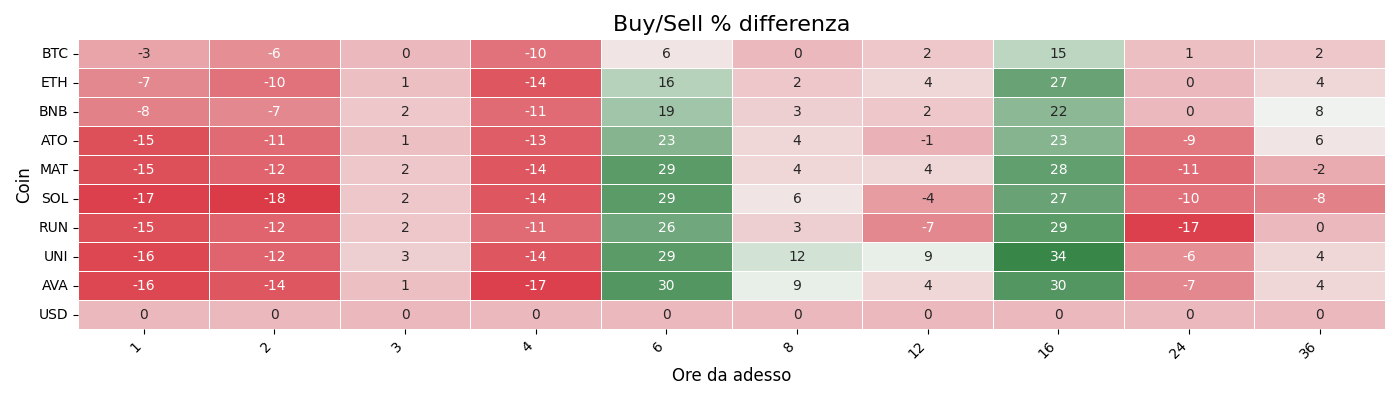 Buy/Sell % differenza
Coin
BTC -3 -6 0 -10 6 0 2 15 1 2
ETH -7 -10 1 -14 16 2 4 27 0 4
BNB -8 -7 2 -11 19 3 2 22 0 8
ATO -15 -11 1 -13 23 4 -1 23 -9 6
MAT -15 -12 2 -14 29 4 4 28 -11 -2
SOL -17 -18 2 -14 29 6 -4 27 -10 -8
RUN -15 -12 2 -11 26 3 -7 29 -17 0
UNI -16 -12 3 -14 29 12 9 34 -6 4
AVA -16 -14 1 -17 30 9 4 30 -7 4
USD 0 0 0 0 0 0 0 0 0 0
1 2 3 4 6 8 12 16 24 36
Ore da adesso